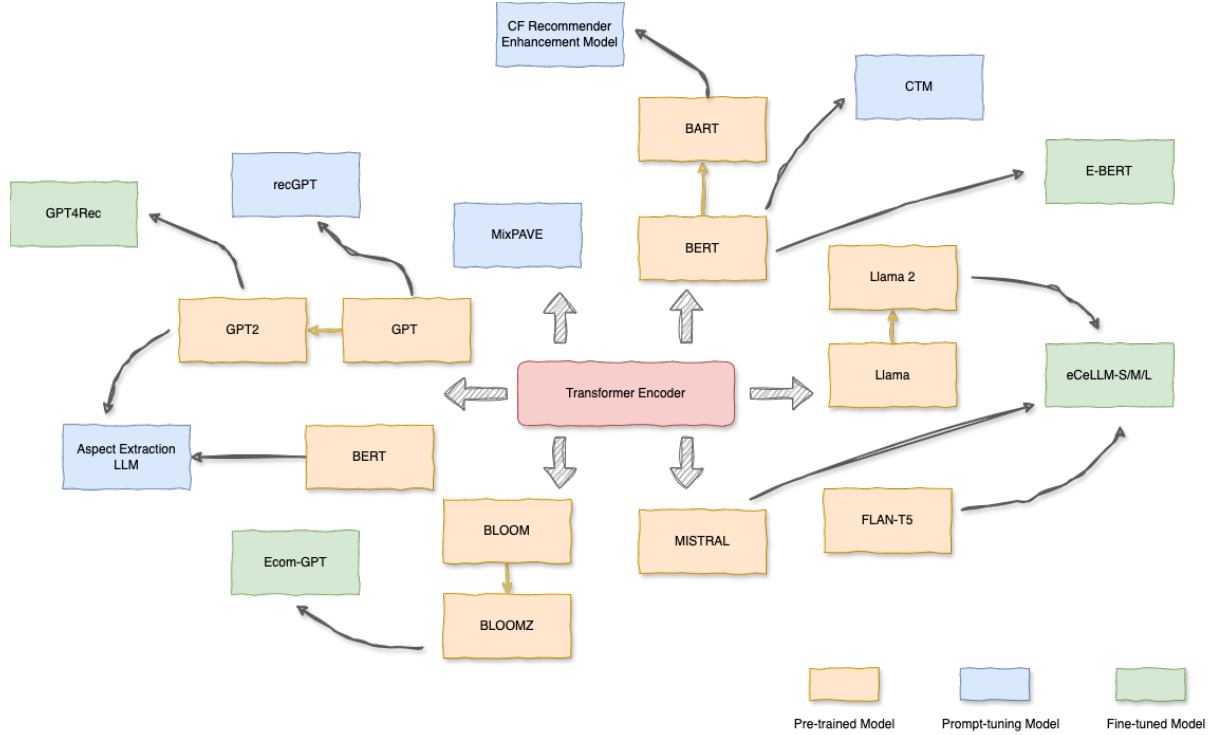 CF Recommender
Enhancement Model
CTM
BART
E-BERT
recGPT
GPT4Rec
MixPAVE
BERT
Llama 2
GPT2
GPT
Llama
eCeLLM-S/M/L
Transformer Encoder
Aspect Extraction
LLM
BERT
BLOOM
FLAN-T5
MISTRAL
Ecom-GPT
BLOOMZ
Pre-trained Model
Prompt-tuning Model
Fine-tuned Model